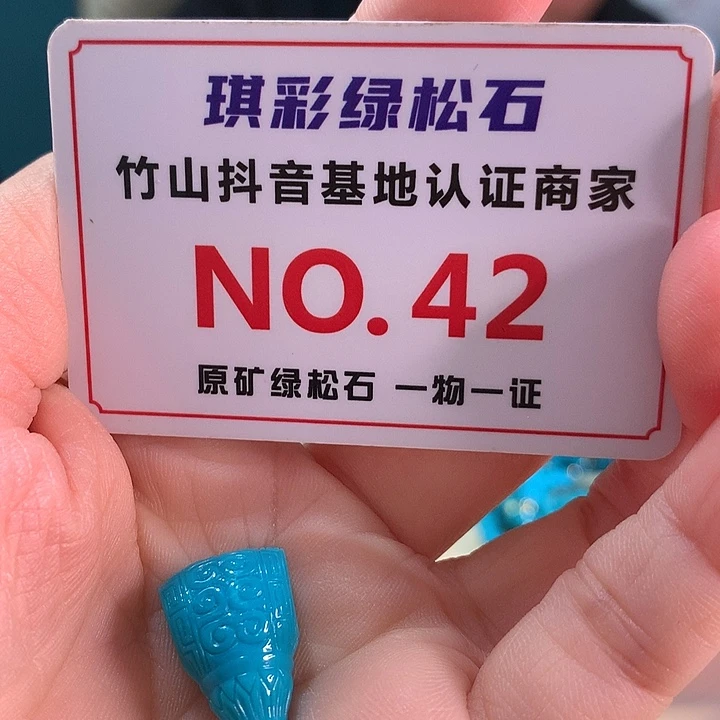 琪彩绿松石
竹山抖音基地认证商家
NO.42
原矿绿松石 一物一证